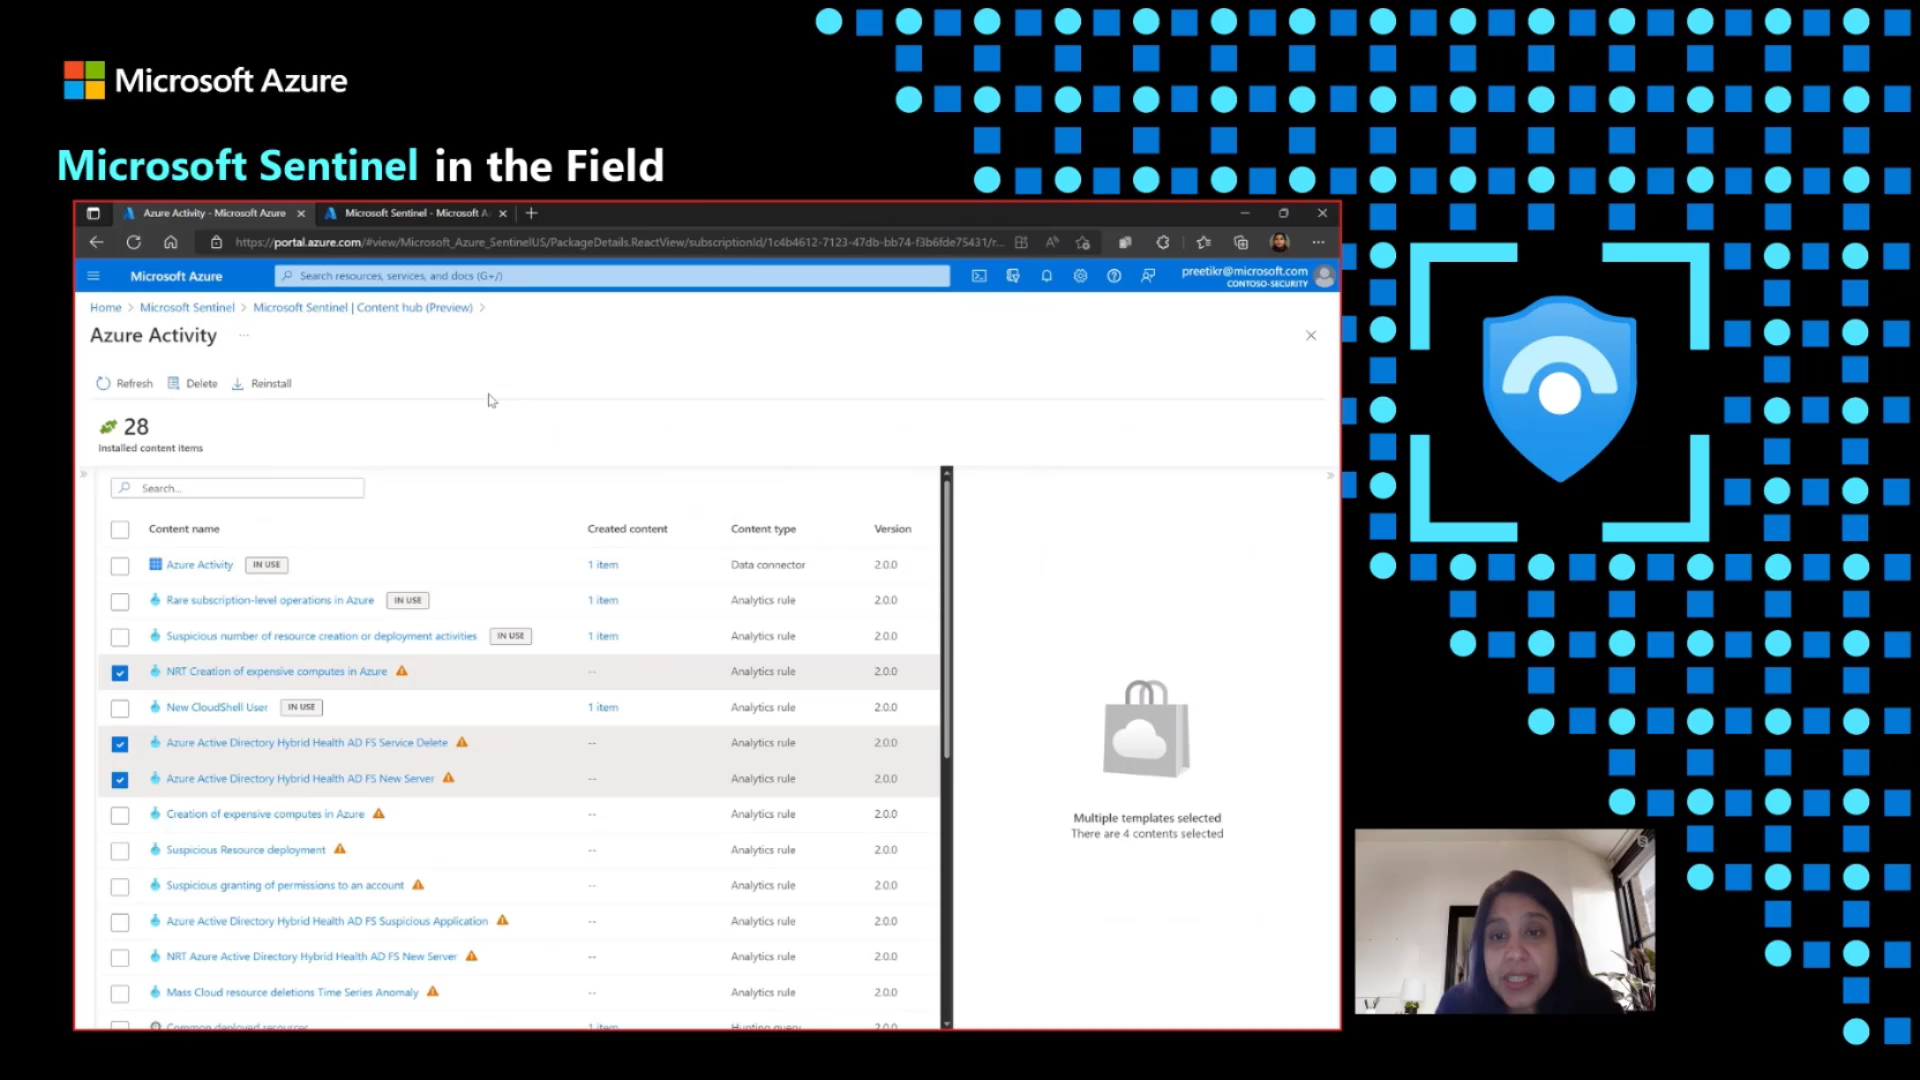 Microsoft Azure
Microsoft Sentinel in the Field
Azure Activity - Microsoft Azure
Microsoft Sentinel - Microsoft A
https://portal.azure.com/#view/Microsoft_Azure_SentinelUS/PackageDetails.ReactView/subscriptionId/1c4b4612-7123-47db-bb74-f3b6fde75431/r...
Microsoft Azure
Search resources, services, and docs (G+/)
preetikr@microsoft.com
CONTOSO-SECURITY
Home > Microsoft Sentinel > Microsoft Sentinel | Content hub (Preview) >
Azure Activity ...
Refresh Delete Reinstall
28
Installed content items
Search...
Content name Created content Content type Version
Azure Activity IN USE 1 item Data connector 2.0.0
Rare subscription-level operations in Azure IN USE 1 item Analytics rule 2.0.0
Suspicious number of resource creation or deployment activities IN USE 1 item Analytics rule 2.0.0
NRT Creation of expensive computes in Azure -- Analytics rule 2.0.0
New CloudShell User IN USE 1 item Analytics rule 2.0.0
Azure Active Directory Hybrid Health AD FS Service Delete -- Analytics rule 2.0.0
Azure Active Directory Hybrid Health AD FS New Server -- Analytics rule 2.0.0
Creation of expensive computes in Azure -- Analytics rule 2.0.0
Suspicious Resource deployment -- Analytics rule 2.0.0
Suspicious granting of permissions to an account -- Analytics rule 2.0.0
Azure Active Directory Hybrid Health AD FS Suspicious Application -- Analytics rule 2.0.0
NRT Azure Active Directory Hybrid Health AD FS New Server -- Analytics rule 2.0.0
Mass Cloud resource deletions Time Series Anomaly -- Analytics rule 2.0.0
Common deployed resources 1 item Hunting query 2.0.0
Multiple templates selected
There are 4 contents selected